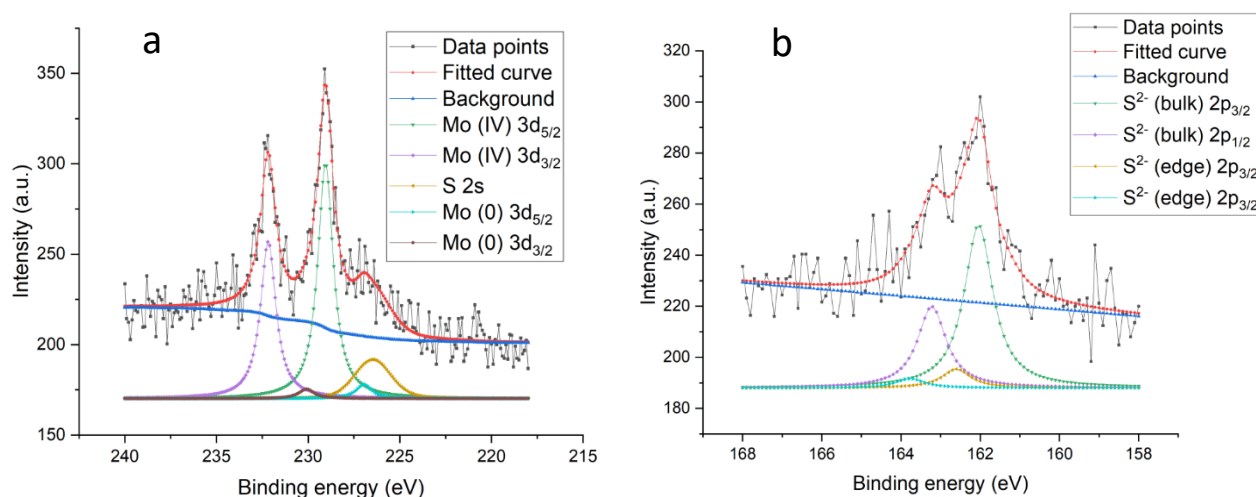 a
Data points
Fitted curve
Background
Mo (IV) 3d5/2
Mo (IV) 3d3/2
S 2s
Mo (0) 3d5/2
Mo (0) 3d3/2
350
300
250
200
150
Intensity (a.u.)
240 235 230 225 220 215
Binding energy (eV)
b
Data points
Fitted curve
Background
S2- (bulk) 2p3/2
S2- (bulk) 2p1/2
S2- (edge) 2p3/2
S2- (edge) 2p3/2
320
300
280
260
240
220
200
180
Intensity (a.u.)
168 166 164 162 160 158
Binding energy (eV)